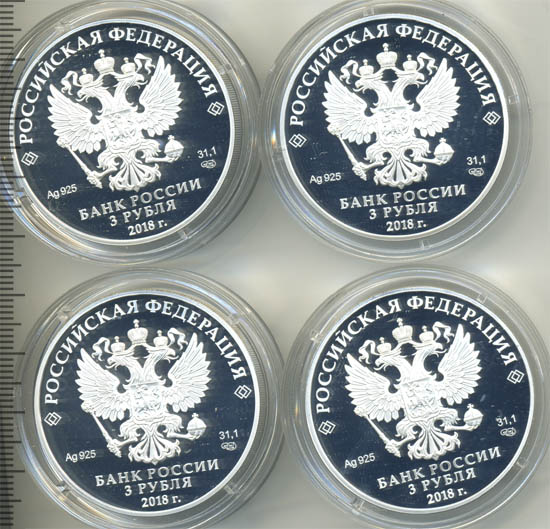 РОССИЙСКАЯ ФЕДЕРАЦИЯ
Ag 925
31,1
БАНК РОССИИ
3 РУБЛЯ
2018 г.
РОССИЙСКАЯ ФЕДЕРАЦИЯ
Ag 925
31,1
БАНК РОССИИ
3 РУБЛЯ
2018 г.
РОССИЙСКАЯ ФЕДЕРАЦИЯ
Ag 925
31,1
БАНК РОССИИ
3 РУБЛЯ
2018 г.
РОССИЙСКАЯ ФЕДЕРАЦИЯ
Ag 925
31,1
БАНК РОССИИ
3 РУБЛЯ
2018 г.